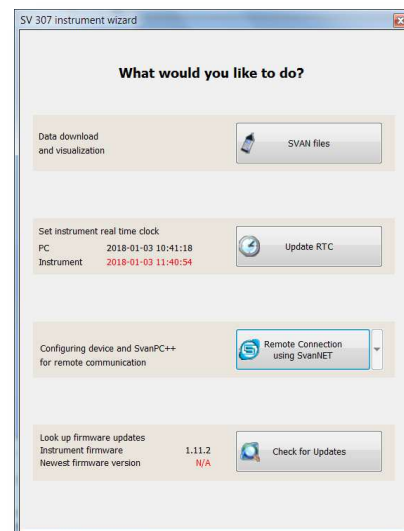 SV 307 instrument wizard
What would you like to do?
Data download
and visualization
SVAN files
Set instrument real time clock
PC 2018-01-03 10:41:18
Instrument 2018-01-03 11:40:54
Update RTC
Configuring device and SvanPC++
for remote communication
Remote Connection
using SvanNET
Look up firmware updates
Instrument firmware 1.11.2
Newest firmware version N/A
Check for Updates